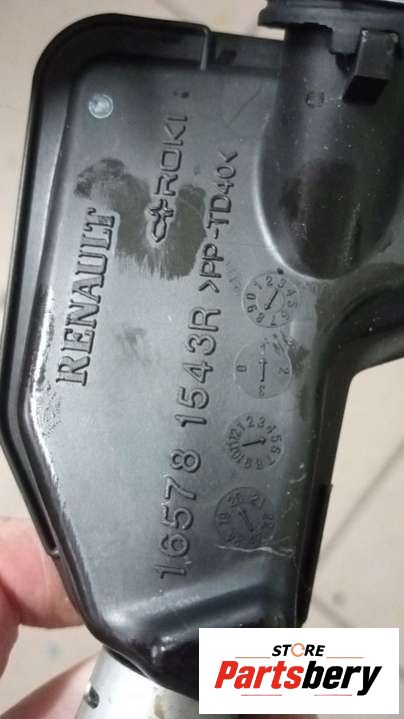 RENAULT
ROKI
16578 1543R >PP-TD40<
STORE
Partsbery